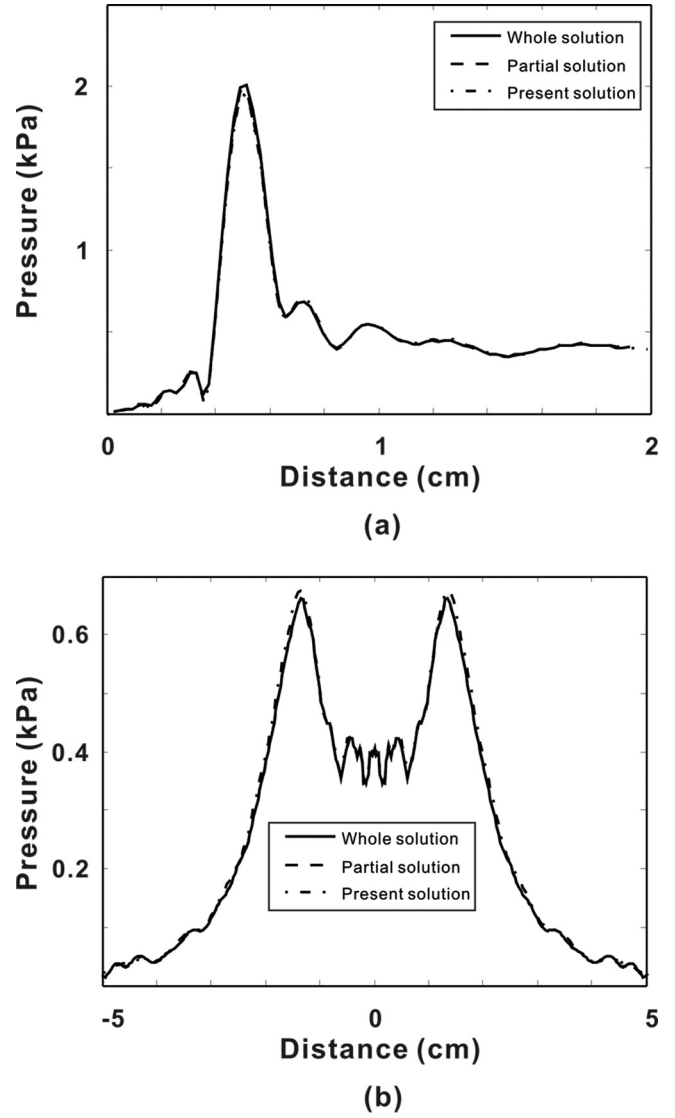 Whole solution
Partial solution
Present solution
2
1
Pressure (kPa)
0 1 2
Distance (cm)
(a)
0.6
0.4
0.2
Pressure (kPa)
Whole solution
Partial solution
Present solution
-5 0 5
Distance (cm)
(b)